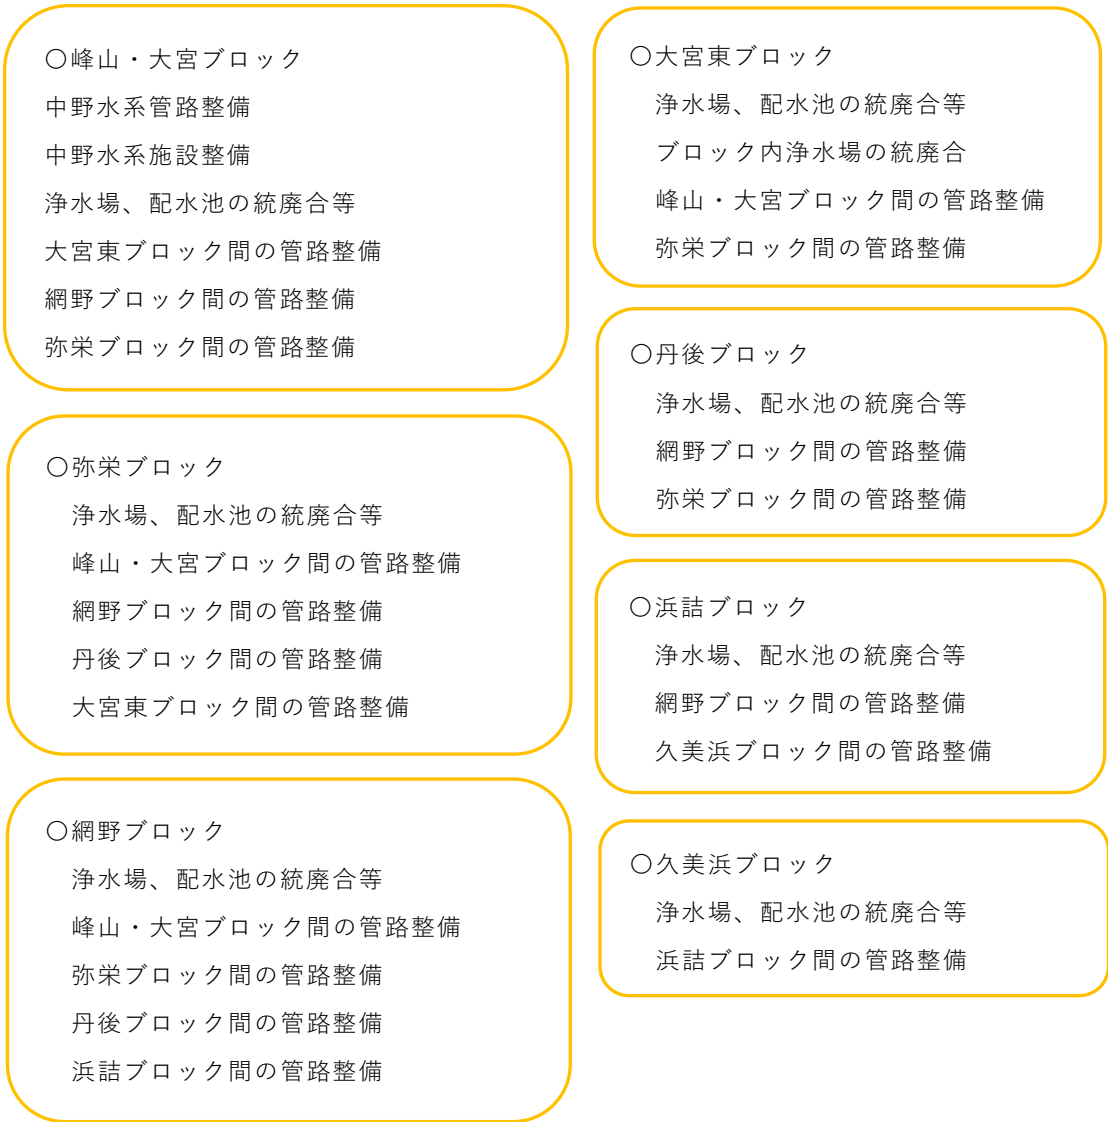 〇峰山・大宮ブロック
中野水系管路整備
中野水系施設整備
浄水場、配水池の統廃合等
大宮東ブロック間の管路整備
網野ブロック間の管路整備
弥栄ブロック間の管路整備
〇弥栄ブロック
浄水場、配水池の統廃合等
峰山・大宮ブロック間の管路整備
網野ブロック間の管路整備
丹後ブロック間の管路整備
大宮東ブロック間の管路整備
〇網野ブロック
浄水場、配水池の統廃合等
峰山・大宮ブロック間の管路整備
弥栄ブロック間の管路整備
丹後ブロック間の管路整備
浜詰ブロック間の管路整備
〇大宮東ブロック
浄水場、配水池の統廃合等
ブロック内浄水場の統廃合
峰山・大宮ブロック間の管路整備
弥栄ブロック間の管路整備
〇丹後ブロック
浄水場、配水池の統廃合等
網野ブロック間の管路整備
弥栄ブロック間の管路整備
〇浜詰ブロック
浄水場、配水池の統廃合等
網野ブロック間の管路整備
久美浜ブロック間の管路整備
〇久美浜ブロック
浄水場、配水池の統廃合等
浜詰ブロック間の管路整備